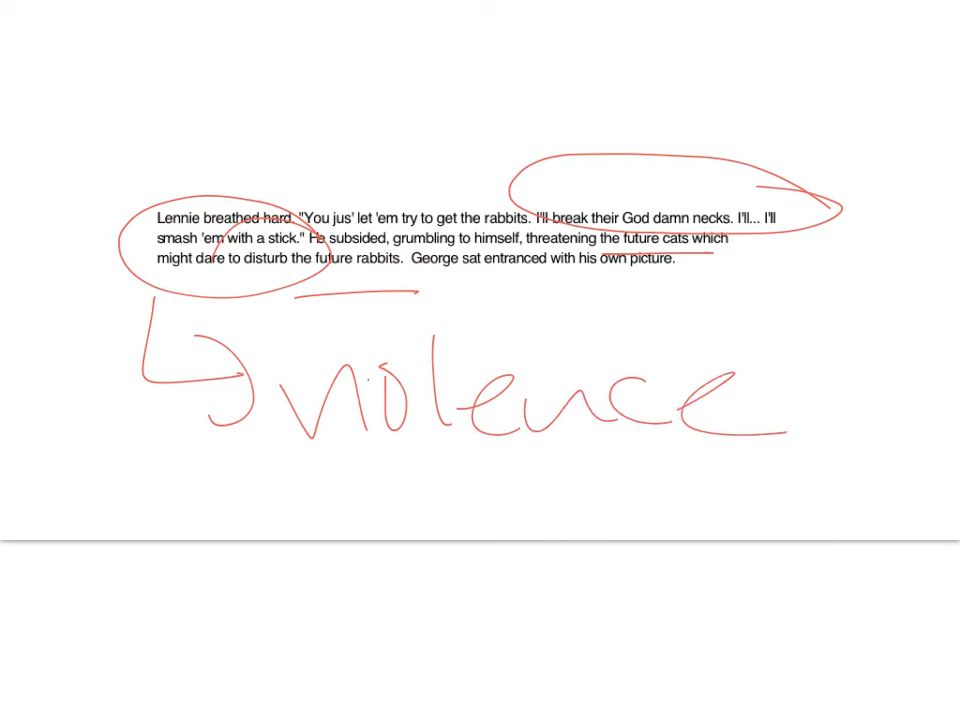 Lennie breathed hard. "You jus' let 'em try to get the rabbits. I'll break their God damn necks. I'll... I'll
smash 'em with a stick." He subsided, grumbling to himself, threatening the future cats which
might dare to disturb the future rabbits.  George sat entranced with his own picture.
violence